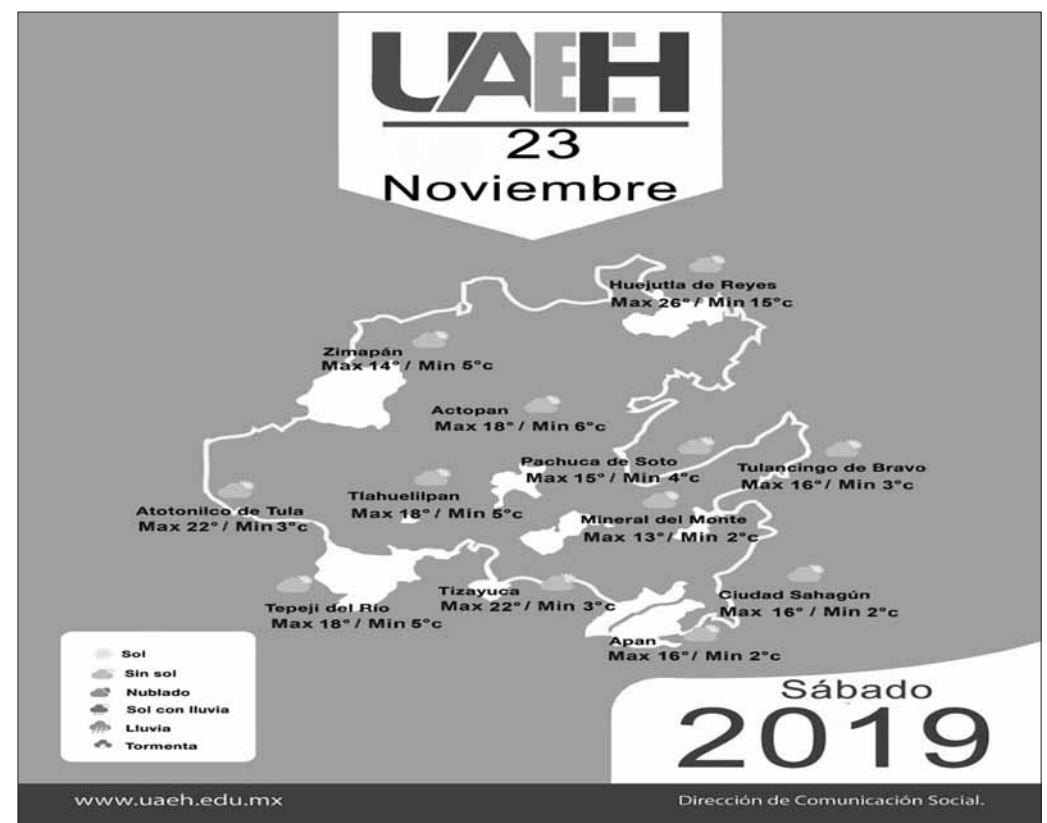 UAEH
23
Noviembre
Huejutla de Reyes
Max 26°/ Min 15°c
Zimapán
Max 14°/ Min 5°c
Actopan
Max 18°/ Min 6°c
Pachuca de Soto
Max 15°/ Min 4°c
Tulancingo de Bravo
Max 16°/ Min 3°c
Tlahuelilpan
Max 18°/ Min 5°c
Atotonilco de Tula
Max 22°/ Min 3°c
Mineral del Monte
Max 13°/ Min 2°c
Tizayuca
Max 22°/ Min 3°c
Ciudad Sahagún
Max 16°/ Min 2°c
Tepeji del Río
Max 18°/ Min 5°c
Apan
Max 16°/ Min 2°c
Sol
Sin sol
Nublado
Sol con lluvia
Lluvia
Tormenta
Sábado
2019
www.uaeh.edu.mx
Dirección de Comunicación Social.